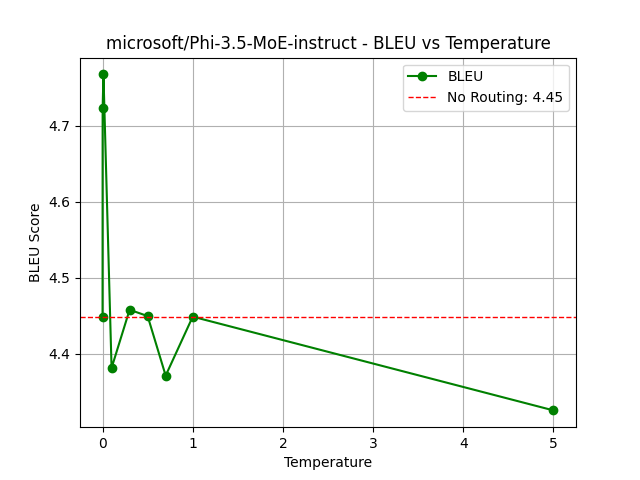 microsoft/Phi-3.5-MoE-instruct - BLEU vs Temperature
BLEU
No Routing: 4.45
BLEU Score
4.7
4.6
4.5
4.4
0 1 2 3 4 5
Temperature